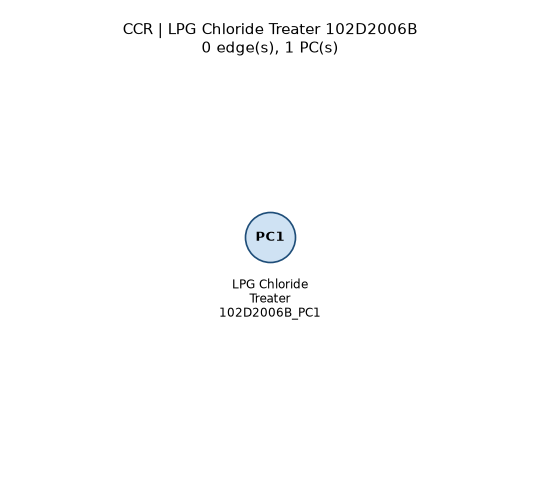 CCR | LPG Chloride Treater 102D2006B
0 edge(s), 1 PC(s)
PC1
LPG Chloride
Treater
102D2006B_PC1